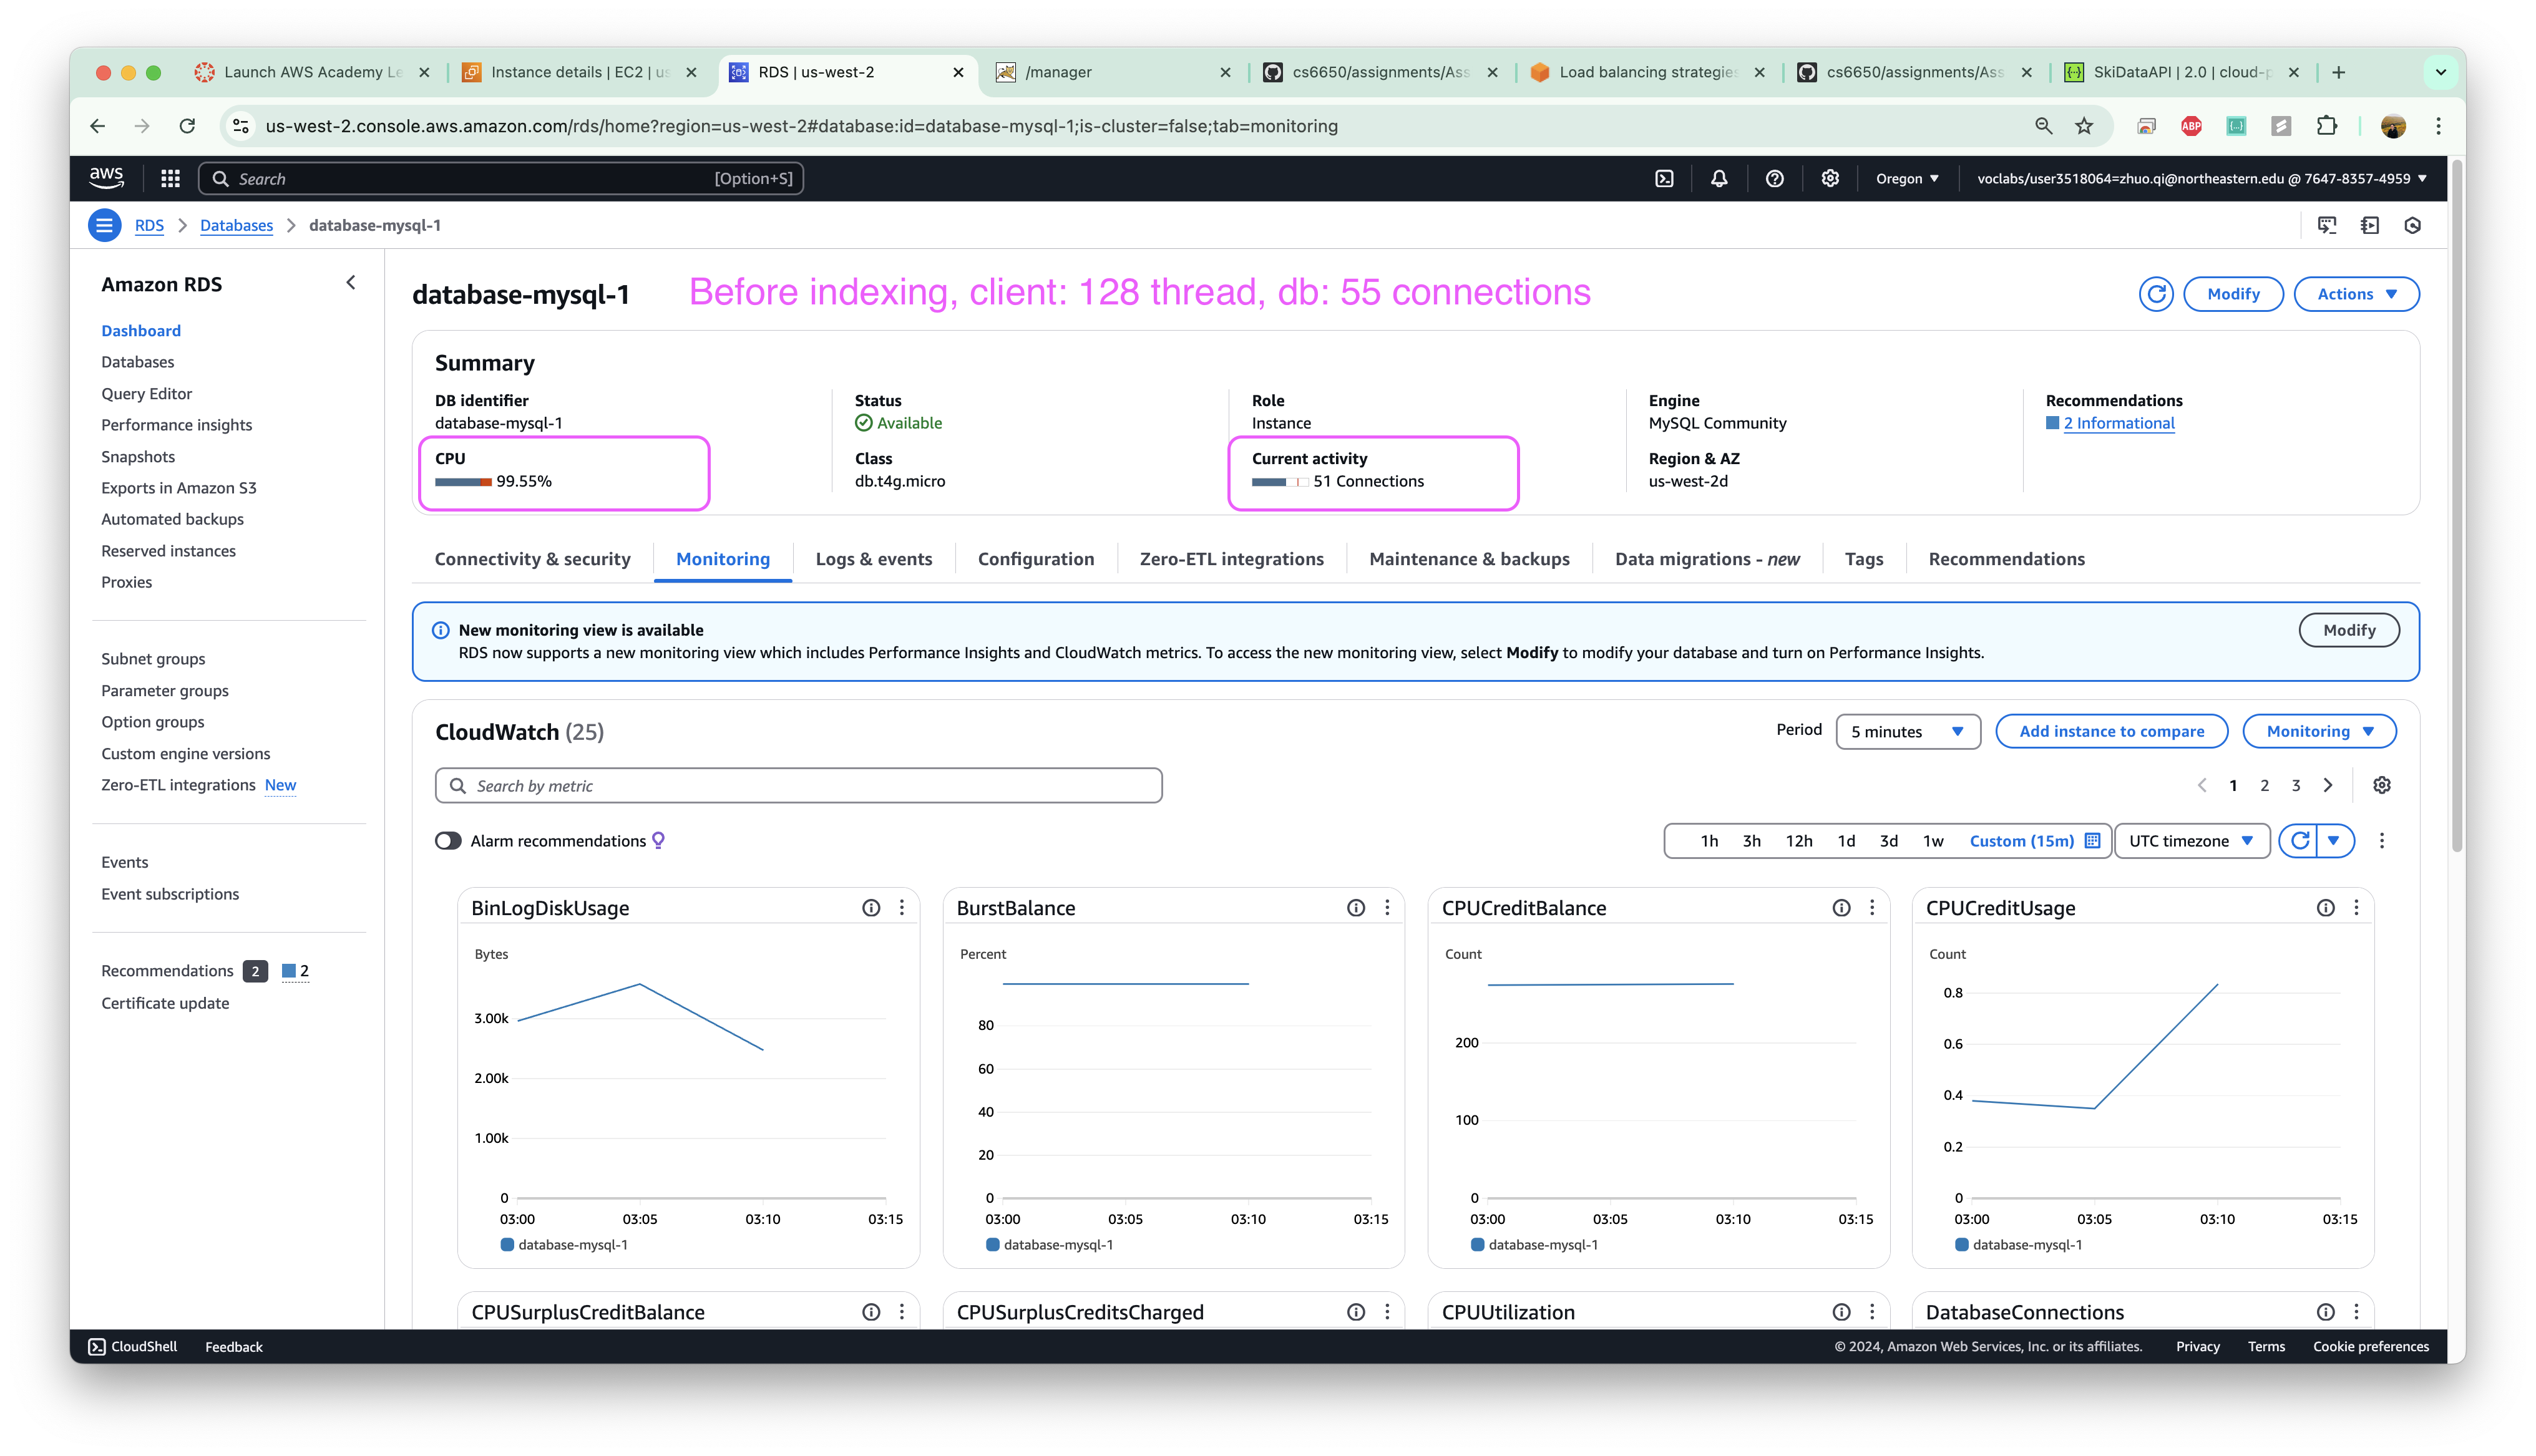 Launch AWS Academy Le
Instance details | EC2 | us
RDS | us-west-2
/manager
cs6650/assignments/Ass
Load balancing strategies
cs6650/assignments/Ass
SkiDataAPI | 2.0 | cloud-p
us-west-2.console.aws.amazon.com/rds/home?region=us-west-2#database:id=database-mysql-1;is-cluster=false;tab=monitoring
ABP
aws
Search
[Option+S]
Oregon
voclabs/user3518064=zhuo.qi@northeastern.edu @ 7647-8357-4959
RDS
Databases
database-mysql-1
Amazon RDS
Dashboard
Databases
Query Editor
Performance insights
Snapshots
Exports in Amazon S3
Automated backups
Reserved instances
Proxies
Subnet groups
Parameter groups
Option groups
Custom engine versions
Zero-ETL integrations New
Events
Event subscriptions
Recommendations 2 2
Certificate update
database-mysql-1
Before indexing, client: 128 thread, db: 55 connections
Modify
Actions
Summary
DB identifier
database-mysql-1
CPU
99.55%
Status
Available
Class
db.t4g.micro
Role
Instance
Current activity
51 Connections
Engine
MySQL Community
Region & AZ
us-west-2d
Recommendations
2 Informational
Connectivity & security
Monitoring
Logs & events
Configuration
Zero-ETL integrations
Maintenance & backups
Data migrations - new
Tags
Recommendations
New monitoring view is available
RDS now supports a new monitoring view which includes Performance Insights and CloudWatch metrics. To access the new monitoring view, select Modify to modify your database and turn on Performance Insights.
Modify
CloudWatch (25)
Period
5 minutes
Add instance to compare
Monitoring
Search by metric
1 2 3
Alarm recommendations
1h 3h 12h 1d 3d 1w Custom (15m)
UTC timezone
BinLogDiskUsage
Bytes
3.00k
2.00k
1.00k
0
03:00 03:05 03:10 03:15
database-mysql-1
BurstBalance
Percent
80
60
40
20
0
03:00 03:05 03:10 03:15
database-mysql-1
CPUCreditBalance
Count
200
100
0
03:00 03:05 03:10 03:15
database-mysql-1
CPUCreditUsage
Count
0.8
0.6
0.4
0.2
0
03:00 03:05 03:10 03:15
database-mysql-1
CPUSurplusCreditBalance
CPUSurplusCreditsCharged
CPUUtilization
DatabaseConnections
CloudShell
Feedback
© 2024, Amazon Web Services, Inc. or its affiliates.
Privacy
Terms
Cookie preferences